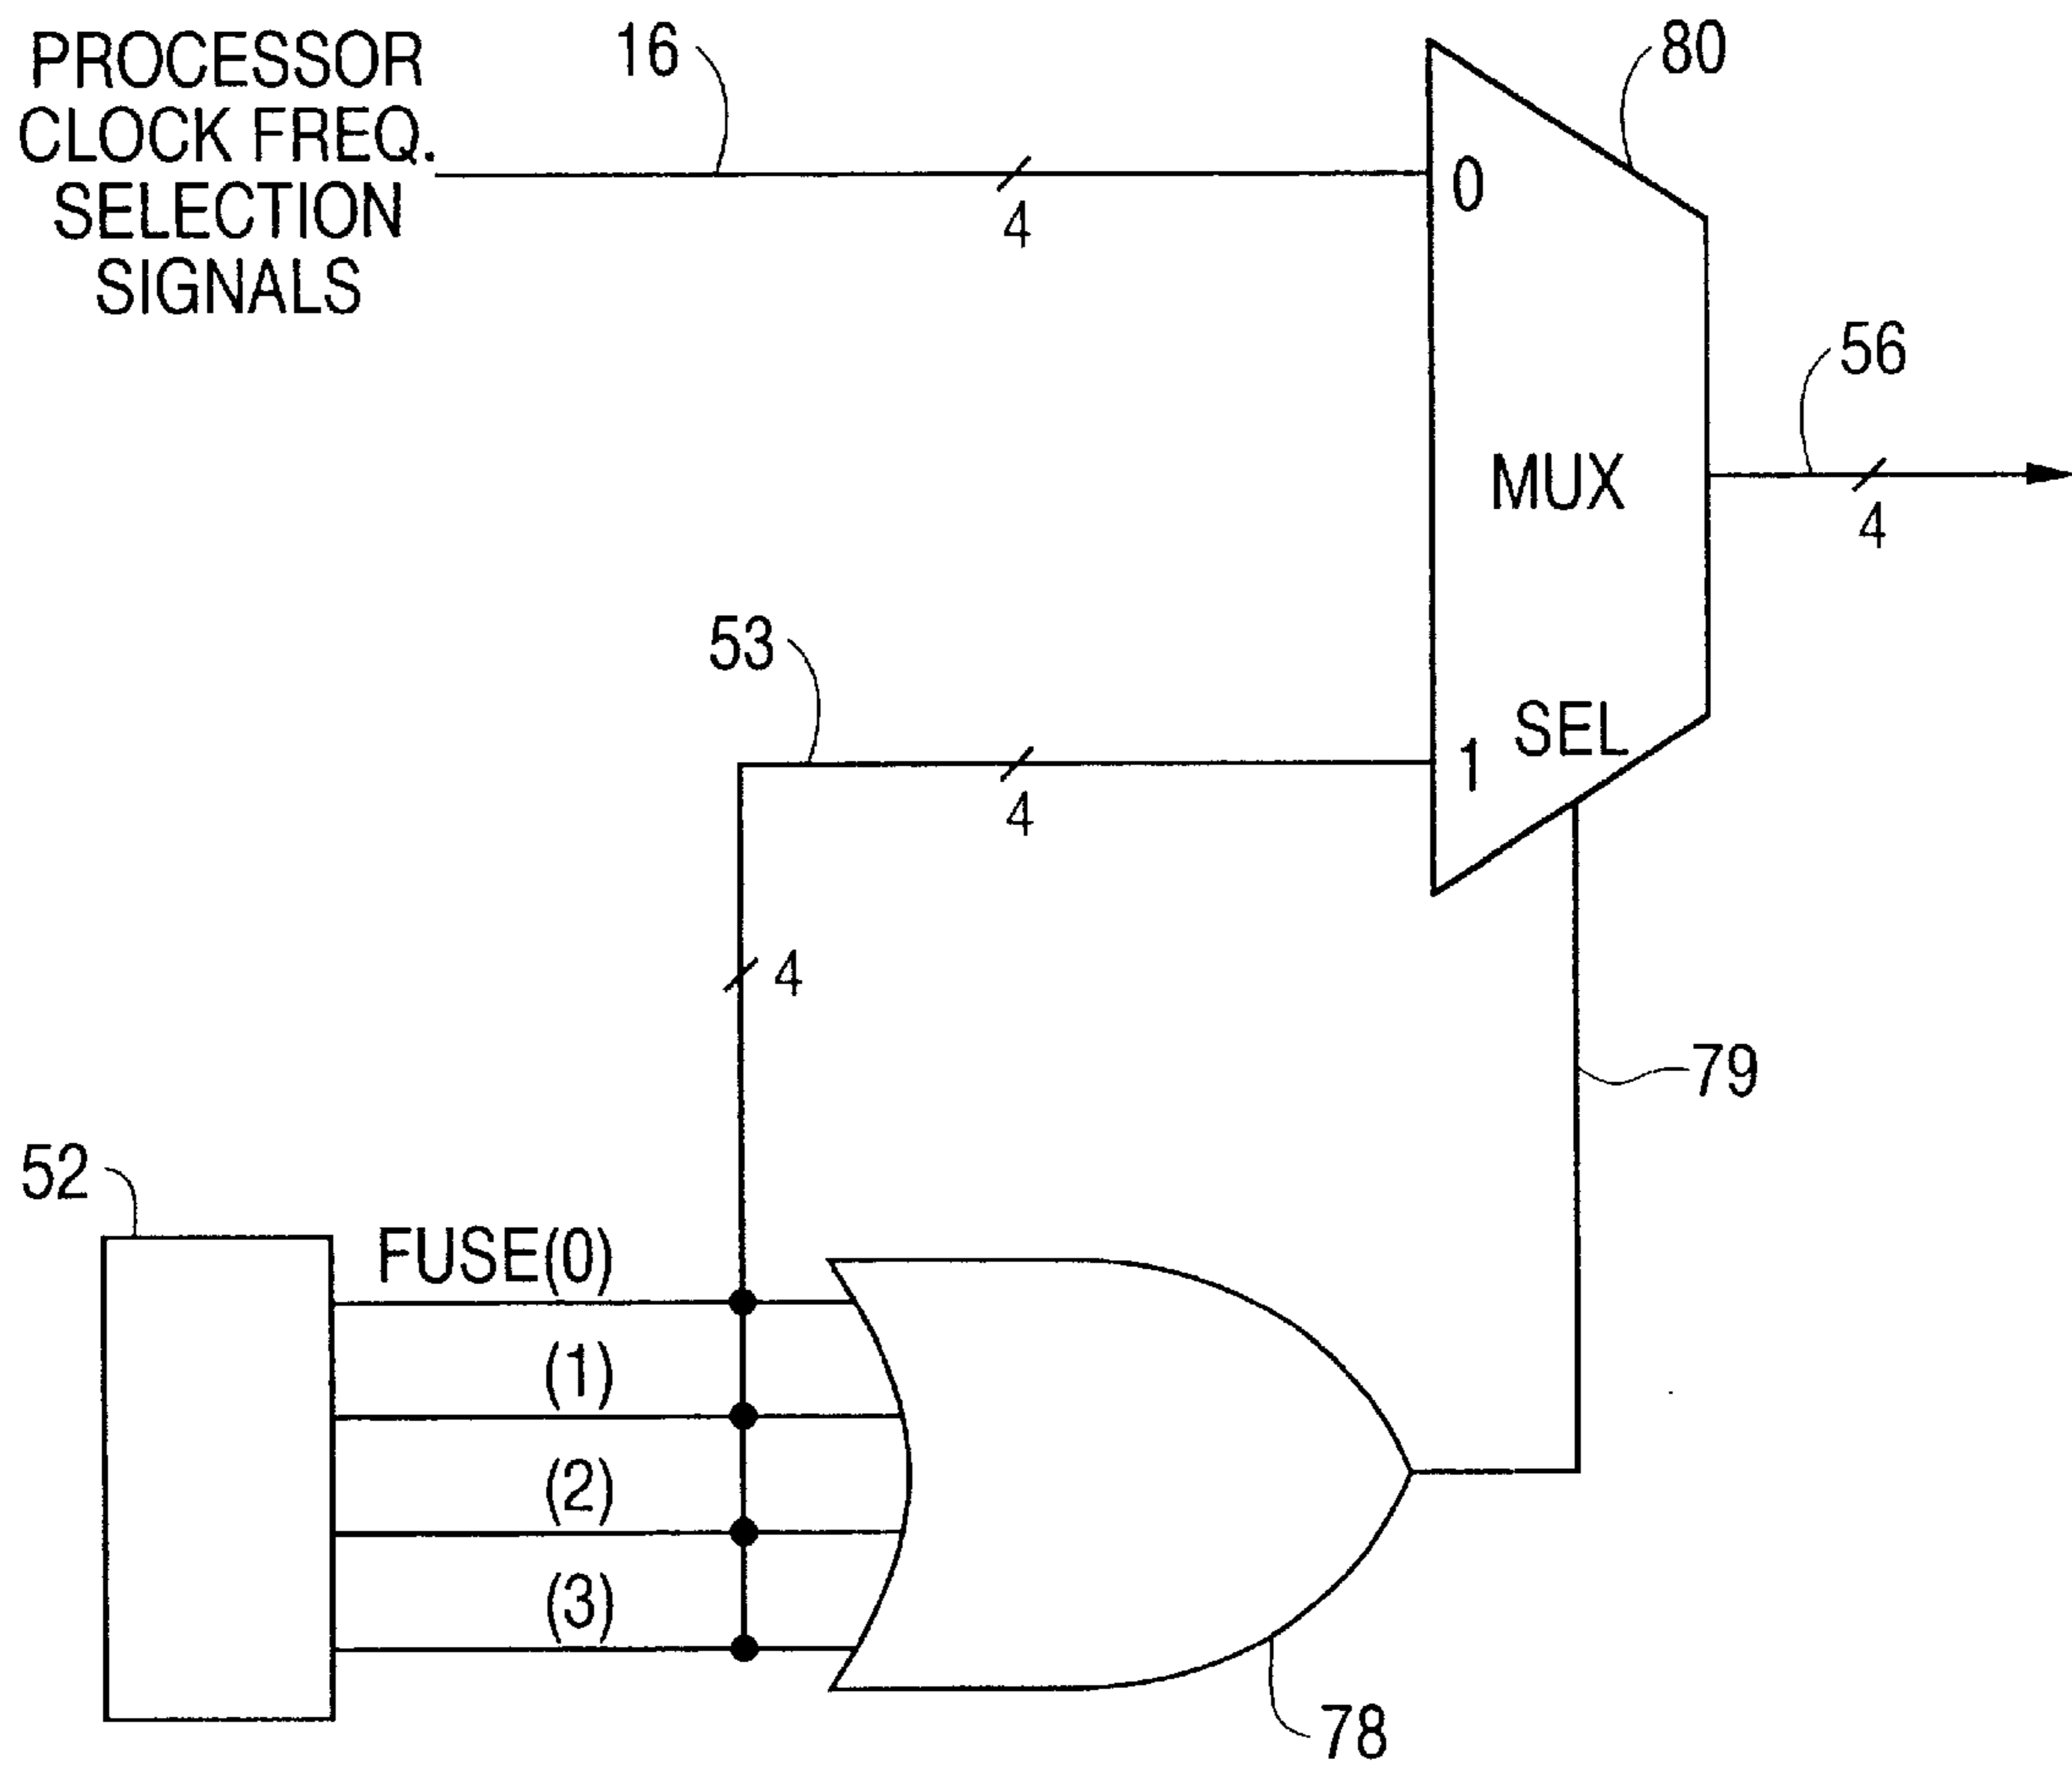 PROCESSOR
CLOCK FREQ.
SELECTION
SIGNALS
16
80
4
0
56
MUX
4
53
SEL
1
4
4
79
52
FUSE(0)
(1)
(2)
(3)
78